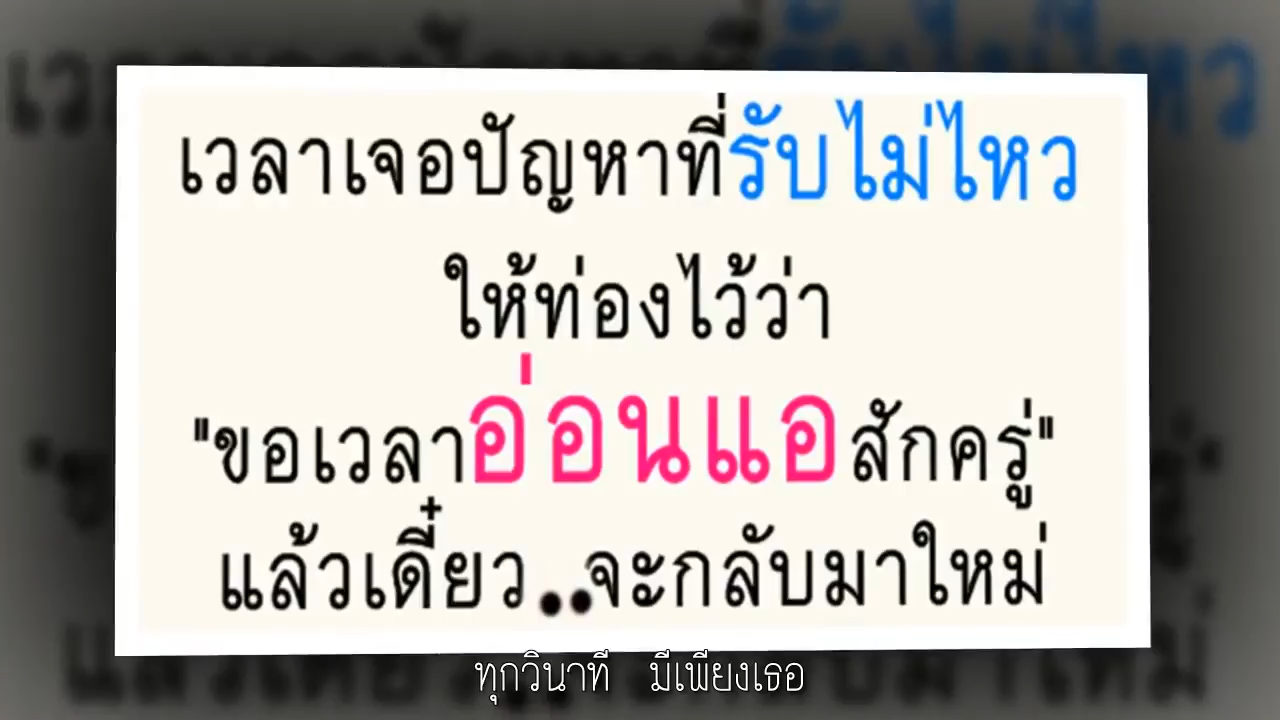 เวลาเจอปัญหาที่รับไม่ไหว
ให้ท่องไว้ว่า
"ขอเวลาอ่อนแอสักครู่"
แล้วเดี๋ยว..จะกลับมาใหม่
ทุกวินาที มีเพียงเธอ